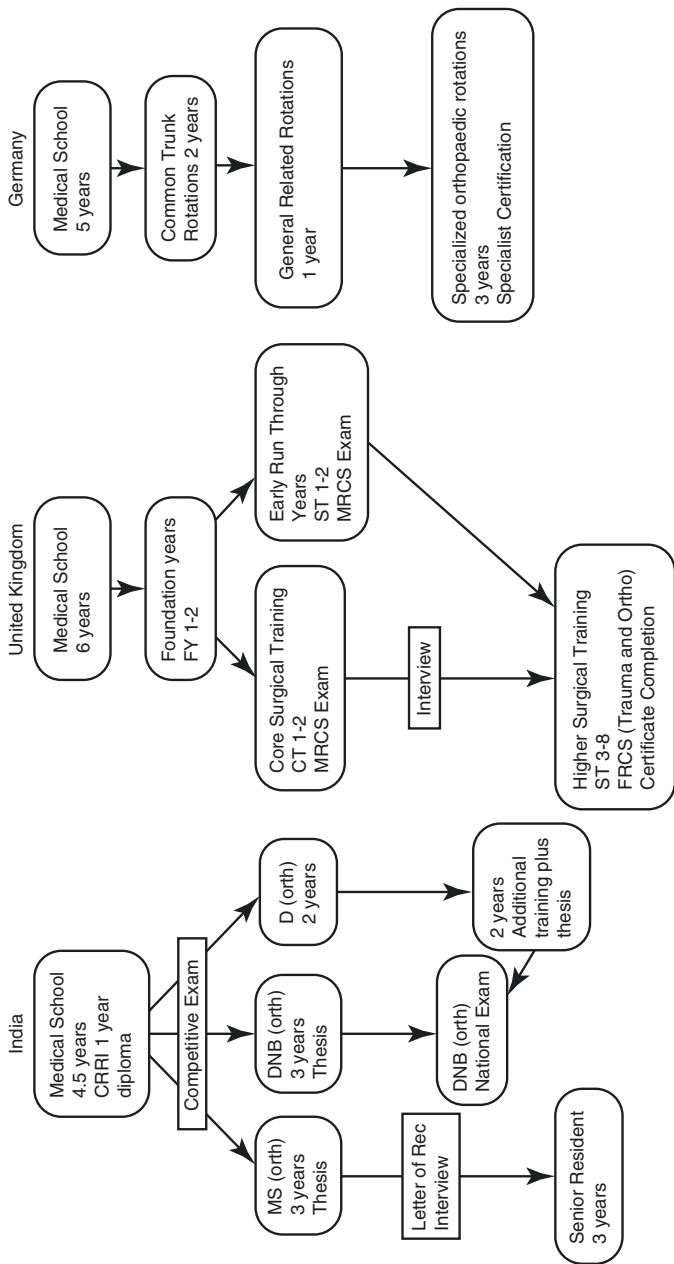 India
Medical School
4.5 years
CRRI 1 year
diploma
Competitive Exam
MS (orth)
3 years
Thesis
DNB (orth)
3 years
Thesis
D (orth)
2 years
Letter of Rec
Interview
DNB (orth)
National Exam
2 years
Additional
training plus
thesis
Senior Resident
3 years
United Kingdom
Medical School
6 years
Foundation years
FY 1-2
Core Surgical Training
CT 1-2
MRCS Exam
Early Run Through
Years
ST 1-2
MRCS Exam
Interview
Higher Surgical Training
ST 3-8
FRCS (Trauma and Ortho)
Certificate Completion
Germany
Medical School
5 years
Common Trunk
Rotations 2 years
General Related Rotations
1 year
Specialized orthopaedic rotations
3 years
Specialist Certification